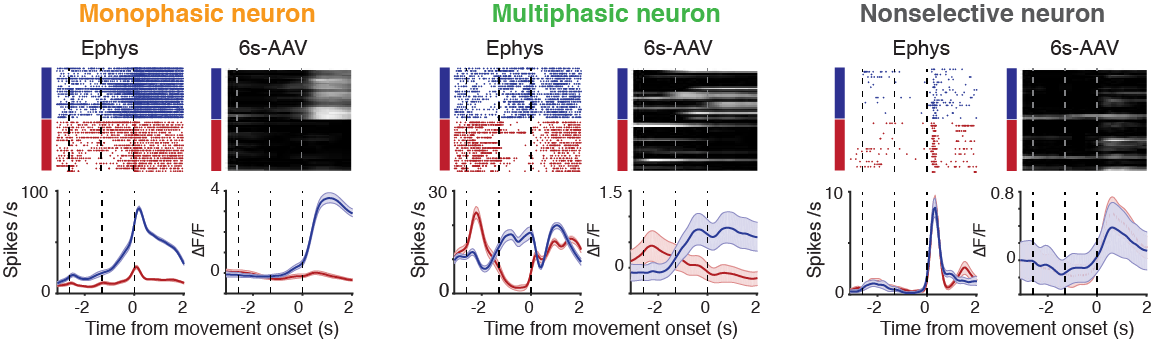 Monophasic neuron
Multiphasic neuron
Nonselective neuron
Ephys
6s-AAV
Ephys
6s-AAV
Ephys
6s-AAV
100
0
Spikes /s
-2
0
2
4
0
ΔF/F
-2
0
2
Time from movement onset (s)
30
0
Spikes /s
-2
0
2
1.5
0
ΔF/F
-2
0
2
Time from movement onset (s)
10
0
Spikes /s
-2
0
2
0.8
0
ΔF/F
-2
0
2
Time from movement onset (s)